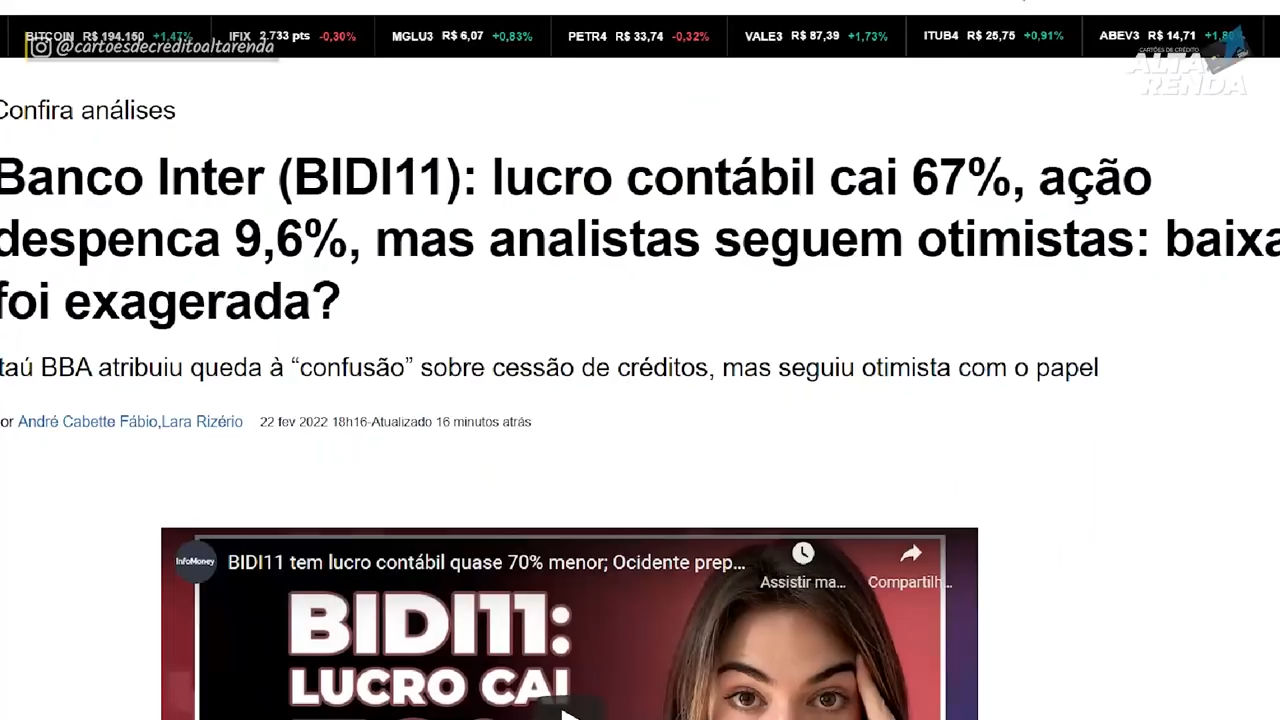 BITCOIN R$ 194.150 +1,47% IFIX 2.733 pts -0,30% MGLU3 R$ 6,07 +0,83% PETR4 R$ 33,74 -0,32% VALE3 R$ 87,39 +1,73% ITUB4 R$ 25,75 +0,91% ABEV3 R$ 14,71
@cartoesdecreditoaltarenda
CARTÕES DE CRÉDITO
ALTA
RENDA
Confira análises
Banco Inter (BIDI11): lucro contábil cai 67%, ação
despenca 9,6%, mas analistas seguem otimistas: baixa
foi exagerada?
taú BBA atribuiu queda à “confusão” sobre cessão de créditos, mas seguiu otimista com o papel
or André Cabette Fábio,Lara Rizério 22 fev 2022 18h16-Atualizado 16 minutos atrás
InfoMoney BIDI11 tem lucro contábil quase 70% menor; Ocidente prep...
Assistir ma... Compartilh...
BIDI11:
LUCRO CAI